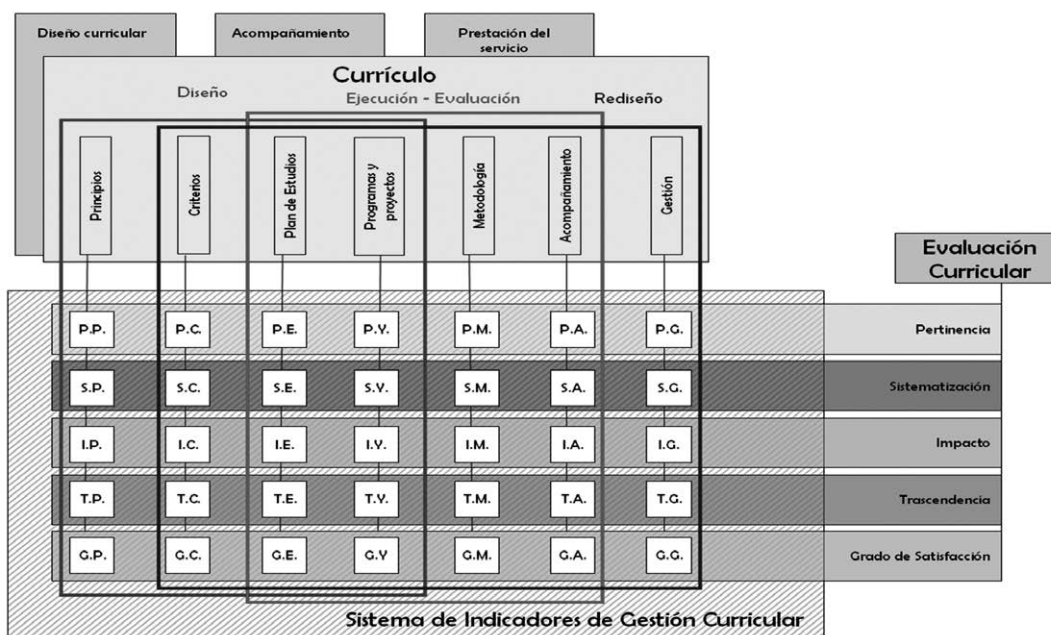 Diseño curricular
Acompañamiento
Prestación del
servicio
Currículo
Diseño
Ejecución - Evaluación
Rediseño
Principios
Criterios
Plan de Estudios
Programas y
proyectos
Metodología
Acompañamiento
Gestión
Evaluación
Curricular
P.P. P.C. P.E. P.Y. P.M. P.A. P.G. Pertinencia
S.P. S.C. S.E. S.Y. S.M. S.A. S.G. Sistematización
I.P. I.C. I.E. I.Y. I.M. I.A. I.G. Impacto
T.P. T.C. T.E. T.Y. T.M. T.A. T.G. Trascendencia
G.P. G.C. G.E. G.Y G.M. G.A. G.G. Grado de Satisfacción
Sistema de Indicadores de Gestión Curricular